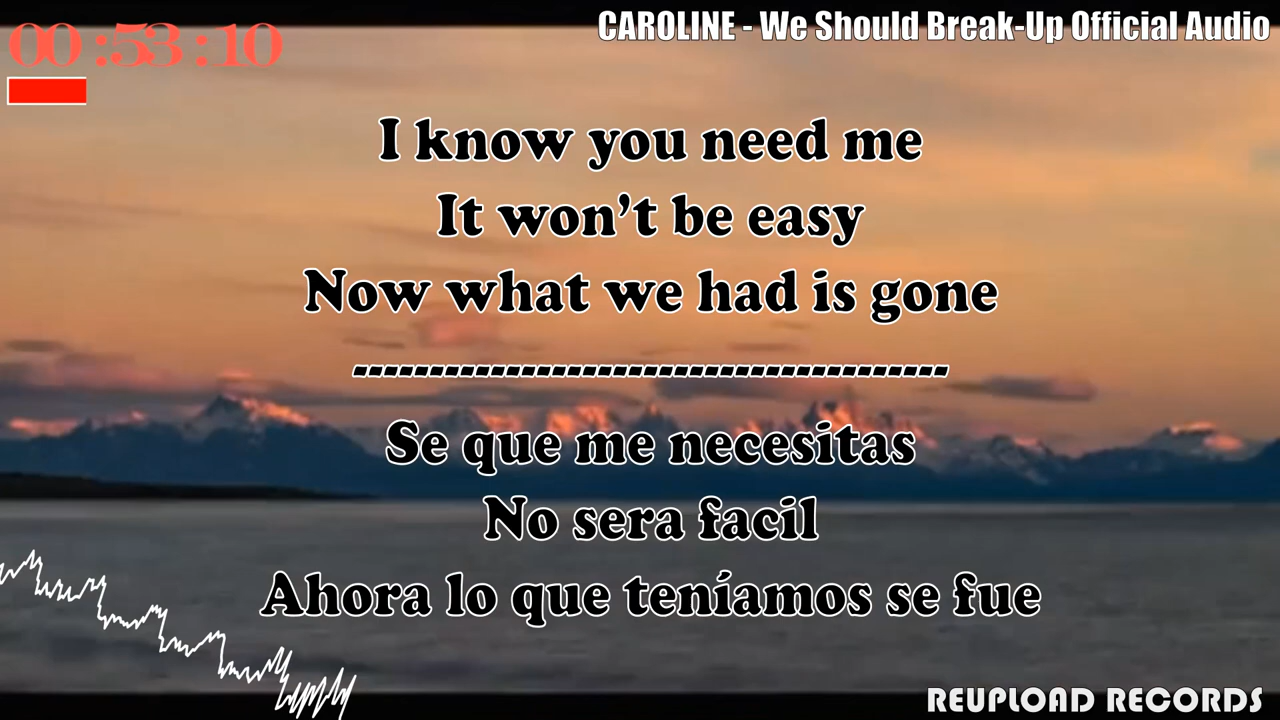 00:53:10
CAROLINE - We Should Break-Up Official Audio
I know you need me
It won't be easy
Now what we had is gone
---------------------------------------
Se que me necesitas
No sera facil
Ahora lo que teníamos se fue
REUPLOAD RECORDS